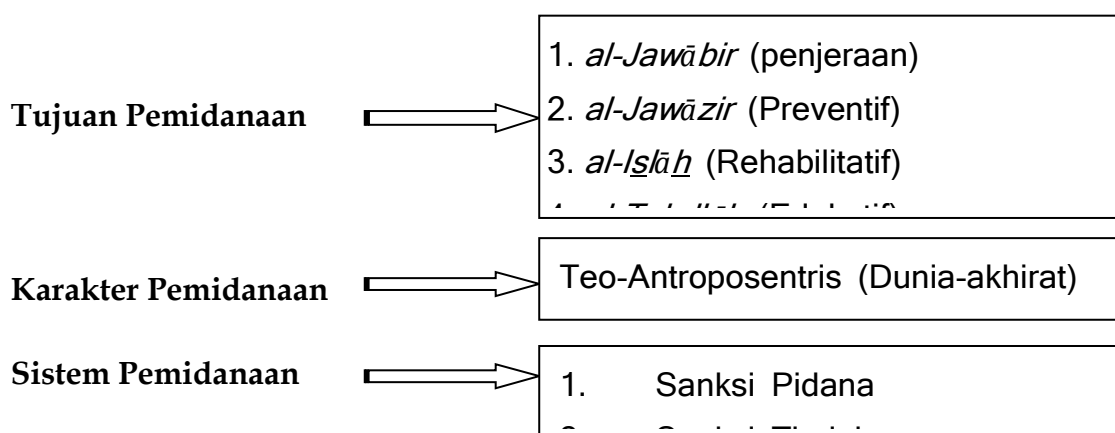 Tujuan Pemidanaan
1. al-Jawābir (penjeraan)
2. al-Jawāzir (Preventif)
3. al-Islāh (Rehabilitatif)
Karakter Pemidanaan
Teo-Antroposentris (Dunia-akhirat)
Sistem Pemidanaan
1. Sanksi Pidana